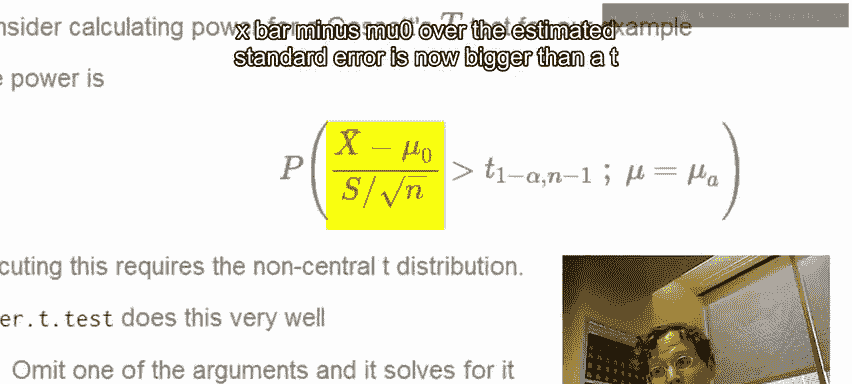 nsider calculating pow
example
x bar minus mu0 over the estimated
standard error is now bigger than a t
e power is
P( X̄ − μ0 / S/√n > t1−α,n−1 ; μ = μa )
cuting this requires the non-central t distribution.
er.t.test does this very well
Omit one of the arguments and it solves for it